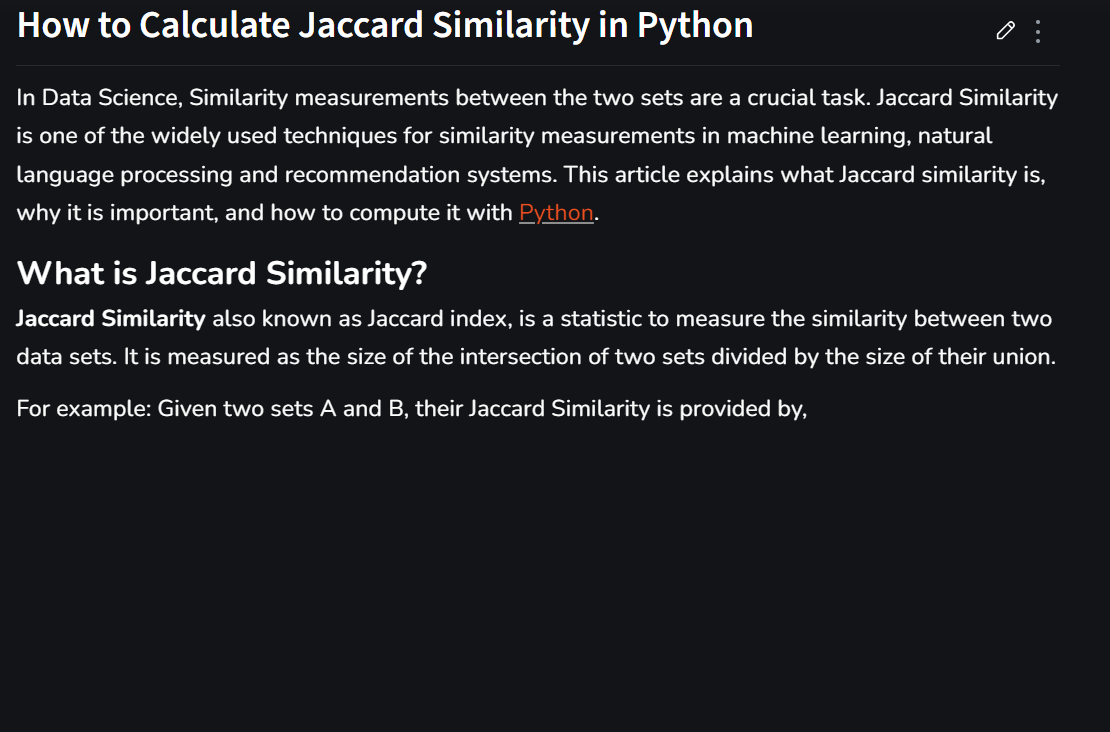 How to Calculate Jaccard Similarity in Python
In Data Science, Similarity measurements between the two sets are a crucial task. Jaccard Similarity
is one of the widely used techniques for similarity measurements in machine learning, natural
language processing and recommendation systems. This article explains what Jaccard similarity is,
why it is important, and how to compute it with Python.
What is Jaccard Similarity?
Jaccard Similarity also known as Jaccard index, is a statistic to measure the similarity between two
data sets. It is measured as the size of the intersection of two sets divided by the size of their union.
For example: Given two sets A and B, their Jaccard Similarity is provided by,